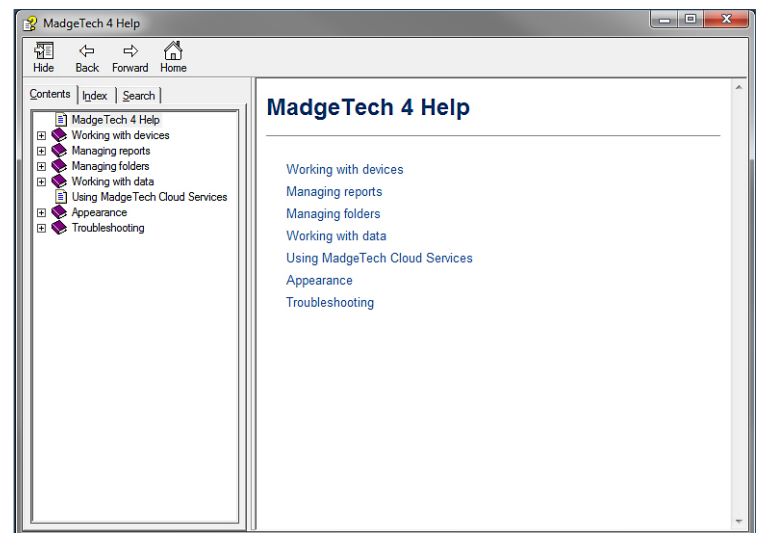 MadgeTech 4 Help
Hide Back Forward Home
Contents Index Search
MadgeTech 4 Help
Working with devices
Managing reports
Managing folders
Working with data
Using MadgeTech Cloud Services
Appearance
Troubleshooting
MadgeTech 4 Help
Working with devices
Managing reports
Managing folders
Working with data
Using MadgeTech Cloud Services
Appearance
Troubleshooting